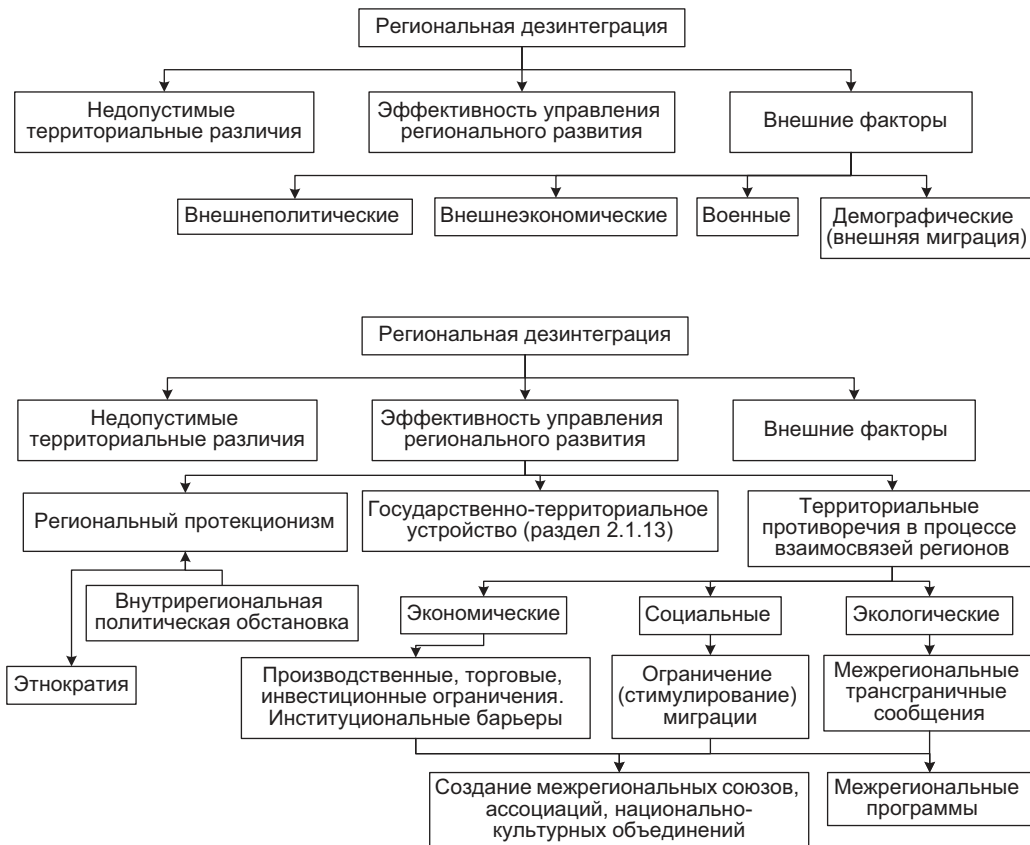 Региональная дезинтеграция
Недопустимые
территориальные различия
Эффективность управления
регионального развития
Внешние факторы
Внешнеполитические
Внешнеэкономические
Военные
Демографические
(внешняя миграция)
Региональная дезинтеграция
Недопустимые
территориальные различия
Эффективность управления
регионального развития
Внешние факторы
Региональный протекционизм
Государственно-территориальное
устройство (раздел 2.1.13)
Территориальные
противоречия в процессе
взаимосвязей регионов
Внутрирегиональная
политическая обстановка
Этнократия
Экономические
Социальные
Экологические
Производственные, торговые,
инвестиционные ограничения.
Институциональные барьеры
Ограничение
(стимулирование)
миграции
Межрегиональные
трансграничные
сообщения
Создание межрегиональных союзов,
ассоциаций, национально-
культурных объединений
Межрегиональные
программы